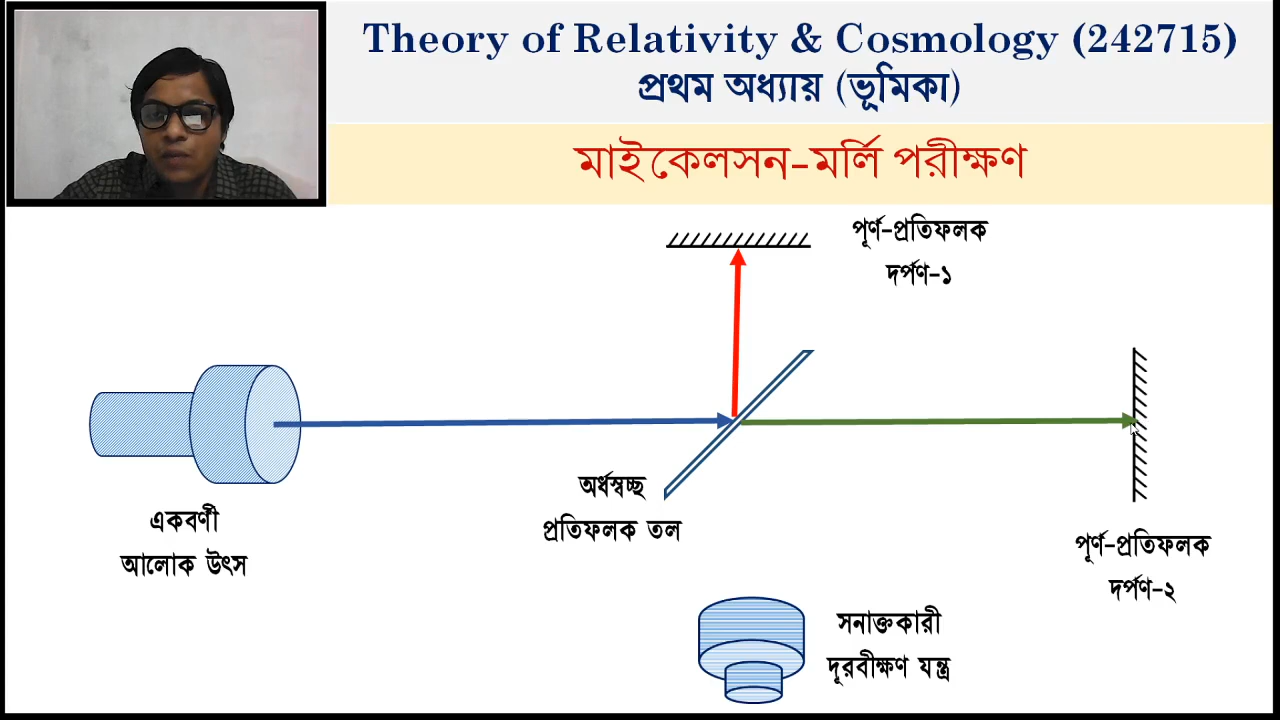 Theory of Relativity & Cosmology (242715)
প্রথম অধ্যায় (ভূমিকা)
মাইকেলসন-মর্লি পরীক্ষণ
পূর্ণ-প্রতিফলক
দর্পণ-১
অর্ধস্বচ্ছ
প্রতিফলক তল
একবর্ণী
আলোক উৎস
পূর্ণ-প্রতিফলক
দর্পণ-২
সনাক্তকারী
দূরবীক্ষণ যন্ত্র